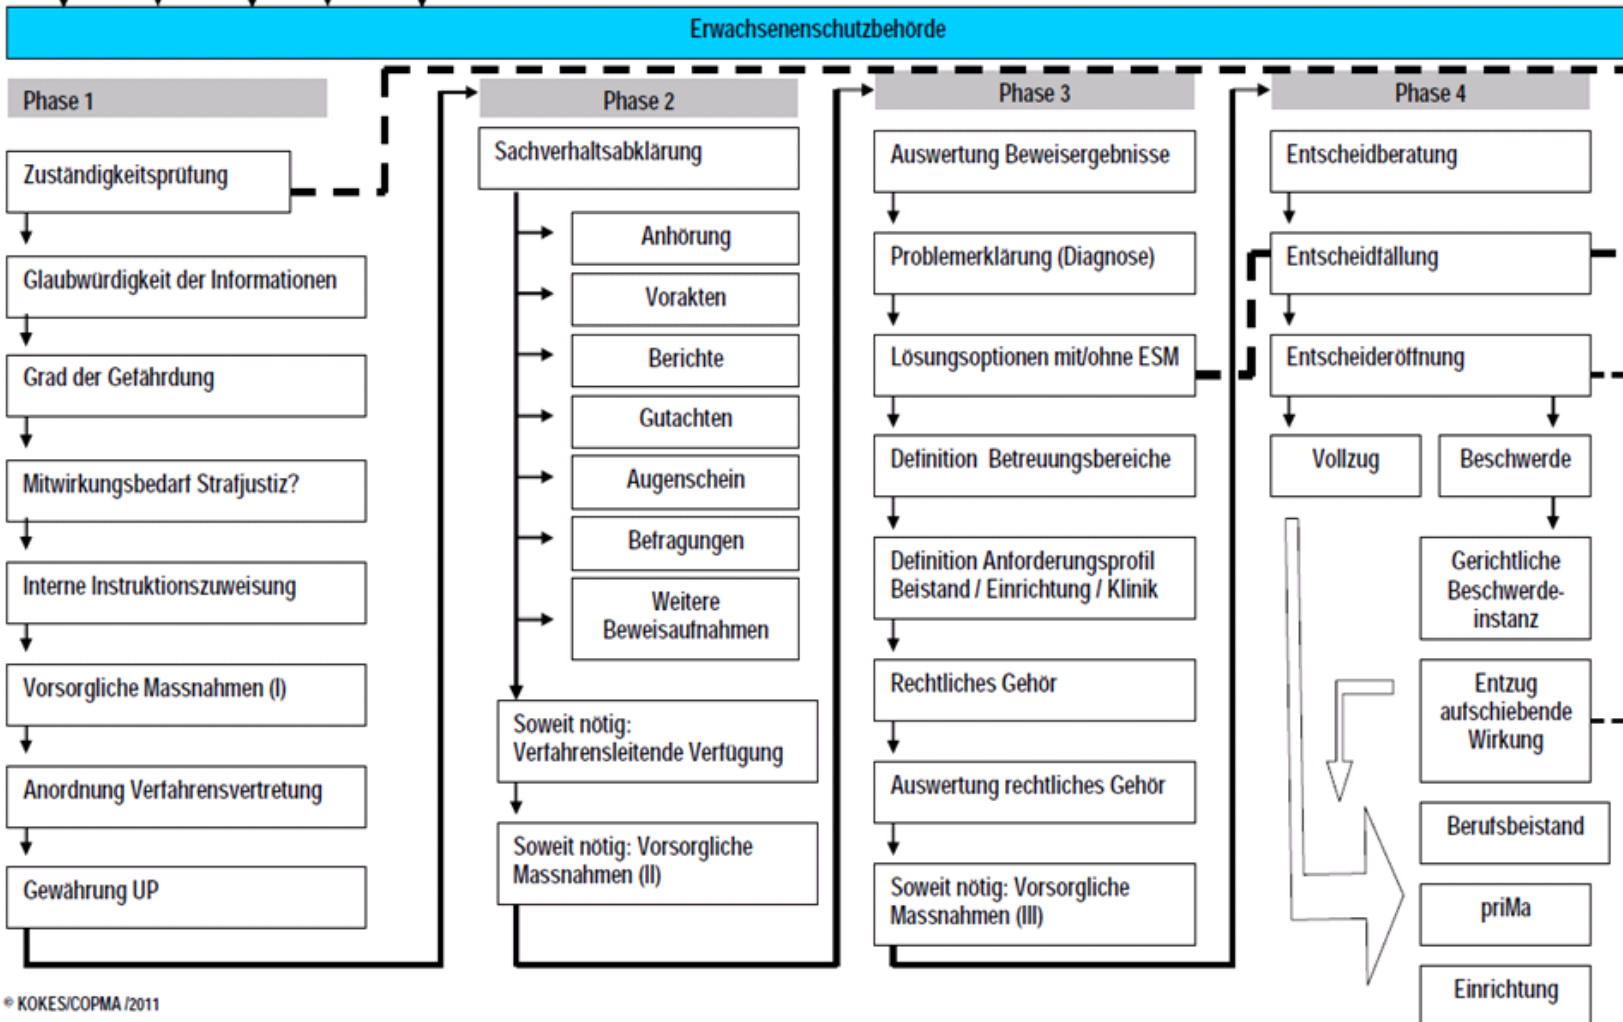 Erwachsenenschutzbehörde
Phase 1
Zuständigkeitsprüfung
Glaubwürdigkeit der Informationen
Grad der Gefährdung
Mitwirkungsbedarf Strafjustiz?
Interne Instruktionszuweisung
Vorsorgliche Massnahmen (I)
Anordnung Verfahrensvertretung
Gewährung UP
Phase 2
Sachverhaltsabklärung
Anhörung
Vorakten
Berichte
Gutachten
Augenschein
Befragungen
Weitere
Beweisaufnahmen
Soweit nötig:
Verfahrensleitende Verfügung
Soweit nötig: Vorsorgliche
Massnahmen (II)
Phase 3
Auswertung Beweisergebnisse
Problemerklärung (Diagnose)
Lösungsoptionen mit/ohne ESM
Definition Betreuungsbereiche
Definition Anforderungsprofil
Beistand / Einrichtung / Klinik
Rechtliches Gehör
Auswertung rechtliches Gehör
Soweit nötig: Vorsorgliche
Massnahmen (III)
Phase 4
Entscheidberatung
Entscheidfällung
Entscheideröffnung
Vollzug
Beschwerde
Gerichtliche
Beschwerde-
instanz
Entzug
aufschiebende
Wirkung
Berufsbeistand
priMa
Einrichtung
© KOKES/COPMA /2011